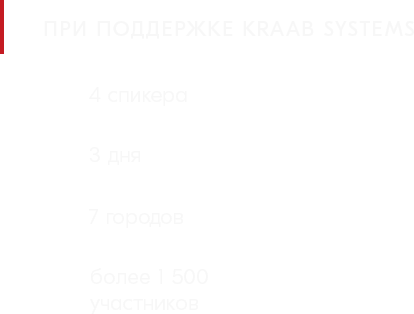 ПРИ ПОДДЕРЖКЕ KRAAB SYSTEMS
4 спикера
3 дня
7 городов
более 1 500
участников